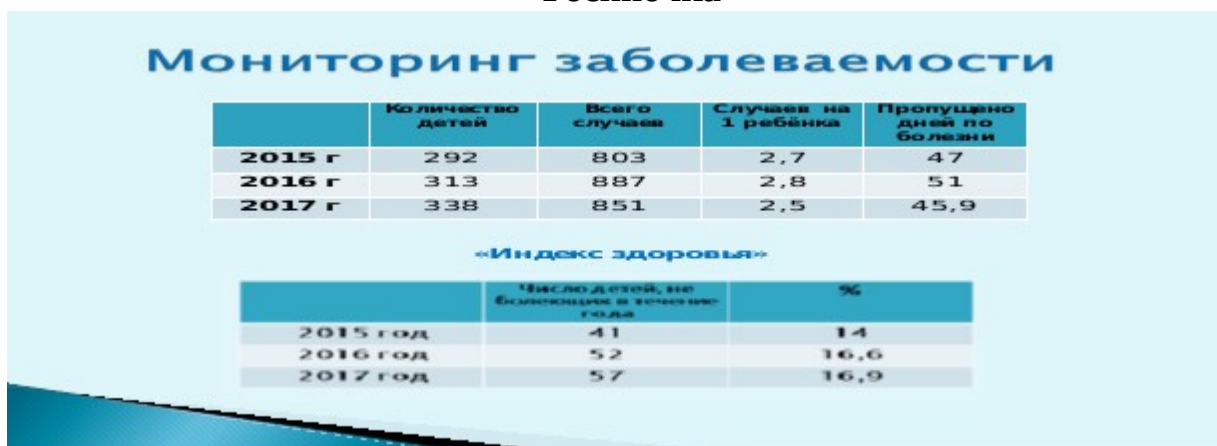 Мониторинг заболеваемости
Количество детей Всего случаев Случаев на 1 ребёнка Пропущено дней по болезни
2015 г 292 803 2,7 47
2016 г 313 887 2,8 51
2017 г 338 851 2,5 45,9
«Индекс здоровья»
Число детей, не болеющих в течение года %
2015 год 41 14
2016 год 52 16,6
2017 год 57 16,9